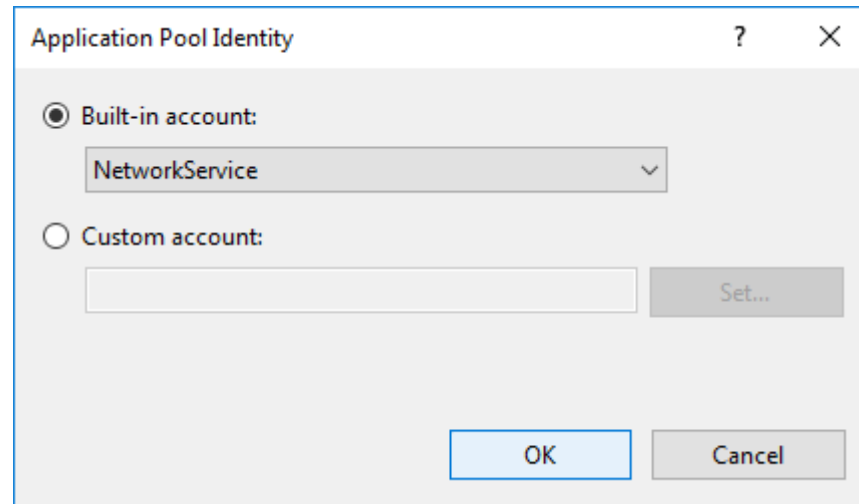 Application Pool Identity ?
Built-in account:
NetworkService
Custom account:
Set...
OK Cancel